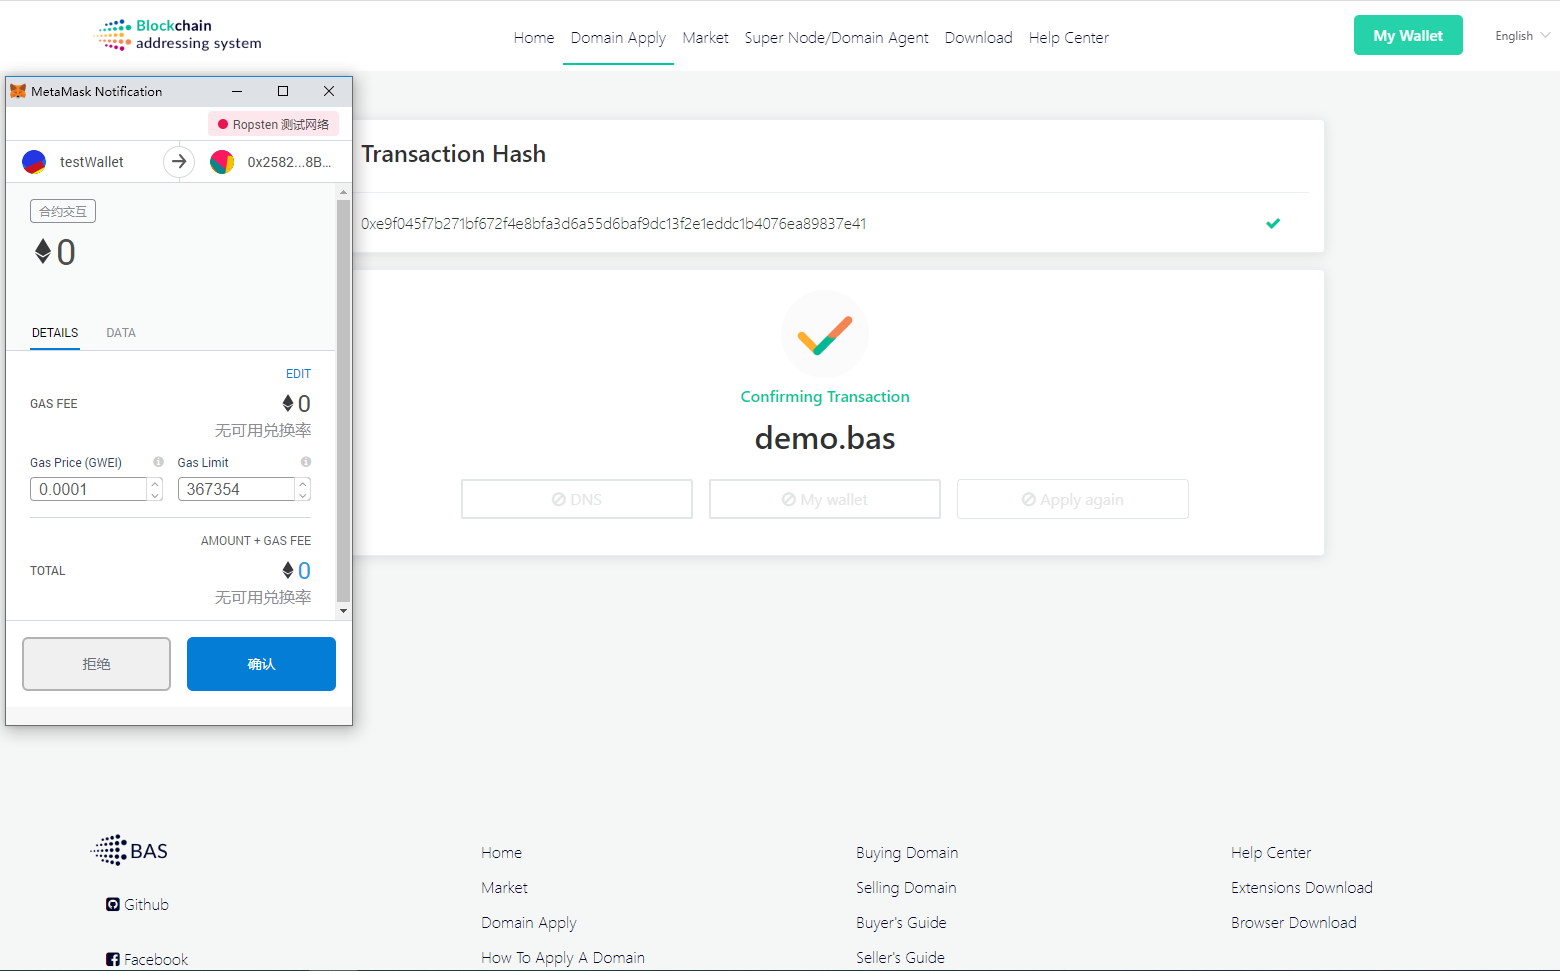 Blockchain
addressing system
Home
Domain Apply
Market
Super Node/Domain Agent
Download
Help Center
My Wallet
English
MetaMask Notification
Ropsten 测试网络
testWallet
0x2582...8B...
合约交互
0
DETAILS
DATA
EDIT
GAS FEE
0
无可用兑换率
Gas Price (GWEI)
Gas Limit
0.0001
367354
AMOUNT + GAS FEE
TOTAL
0
无可用兑换率
拒绝
确认
Transaction Hash
0xe9f045f7b271bf672f4e8bfa3d6a55d6baf9dc13f2e1eddc1b4076ea89837e41
Confirming Transaction
demo.bas
DNS
My wallet
Apply again
BAS
Github
Facebook
Home
Market
Domain Apply
How To Apply A Domain
Buying Domain
Selling Domain
Buyer's Guide
Seller's Guide
Help Center
Extensions Download
Browser Download